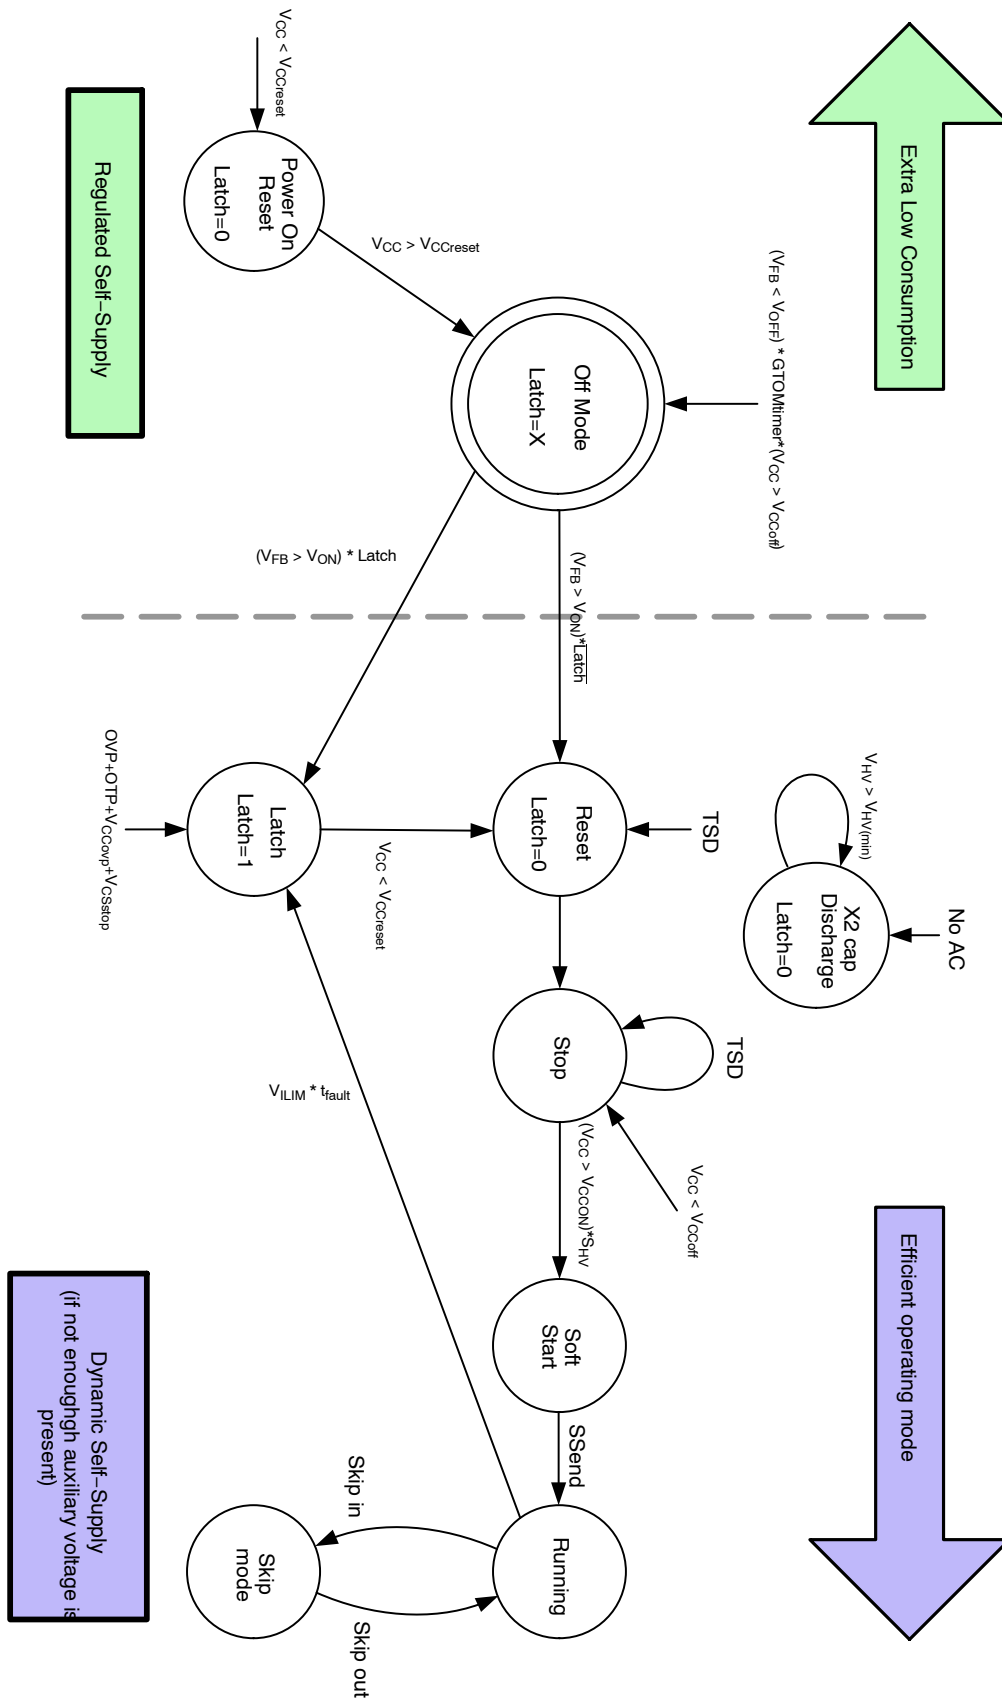 Extra Low Consumption
Efficient operating mode
(VFB < VOFF) * GTOMtimer*(VCC > VCCoff)
VHV > VHV(min)
No AC
X2 cap
Discharge
Latch=0
TSD
TSD
VCC < VCCoff
Off Mode
Latch=X
(VFB > VON)*Latch
Reset
Latch=0
Stop
(VCC > VCCON)*SHV
Soft
Start
SSend
Running
VCC > VCCreset
(VFB > VON) * Latch
VCC < VCCreset
VILIM * tfault
Skip in
Skip out
VCC < VCCreset
Power On
Reset
Latch=0
Latch
Latch=1
Skip
mode
OVP+OTP+VCCovp+VCSstop
Regulated Self–Supply
Dynamic Self–Supply
(if not enoughgh auxiliary voltage is
present)